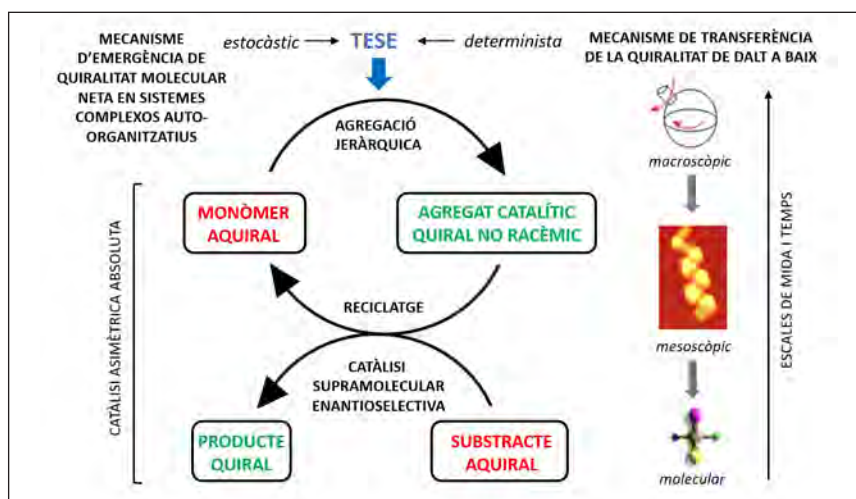 MECANISME
D'EMERGÈNCIA DE
QUIRALITAT MOLECULAR
NETA EN SISTEMES
COMPLEXOS AUTO-
ORGANITZATIUS
estocàstic
TESE
determinista
MECANISME DE TRANSFERÈNCIA
DE LA QUIRALITAT DE DALT A BAIX
AGREGACIÓ
JERÀRQUICA
MONÒMER
AQUIRAL
AGREGAT CATALÍTIC
QUIRAL NO RACÈMIC
RECICLATGE
CATÀLISI
SUPRAMOLECULAR
ENANTIOSELECTIVA
PRODUCTE
QUIRAL
SUBSTRACTE
AQUIRAL
CATÀLISI ASIMÈTRICA ABSOLUTA
macroscòpic
mesoscòpic
molecular
ESCALES DE MIDA I TEMPS